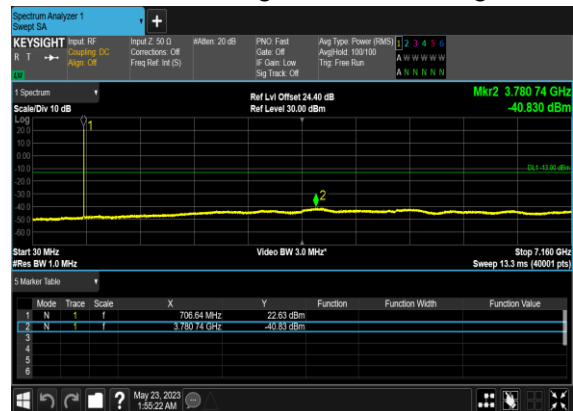 Spectrum Analyzer 1
Swept SA
+
KEYSIGHT Input: RF Input Z: 50 Ω #Atten: 20 dB PNO: Fast Avg Type: Power (RMS) 1 2 3 4 5 6
R T Coupling: DC Corrections: Off Gate: Off Avg|Hold: 100/100 A W W W W W
Align: Off Freq Ref: Int (S) IF Gain: Low Trig: Free Run
LW Sig Track: Off A N N N N N
1 Spectrum Ref Lvl Offset 24.40 dB Mkr2 3.780 74 GHz
Scale/Div 10 dB Ref Level 30.00 dBm -40.830 dBm
Log
1
20.0
10.0
0.00
-10.0
DL1 -13.00 dBm
-20.0
-30.0
2
-40.0
-50.0
-60.0
Start 30 MHz Video BW 3.0 MHz* Stop 7.160 GHz
#Res BW 1.0 MHz Sweep 13.3 ms (40001 pts)
5 Marker Table
Mode Trace Scale X Y Function Function Width Function Value
1 N 1 f 706.64 MHz 22.63 dBm
2 N 1 f 3.780 74 GHz -40.83 dBm
3
4
5
6
? May 23, 2023
1:55:22 AM